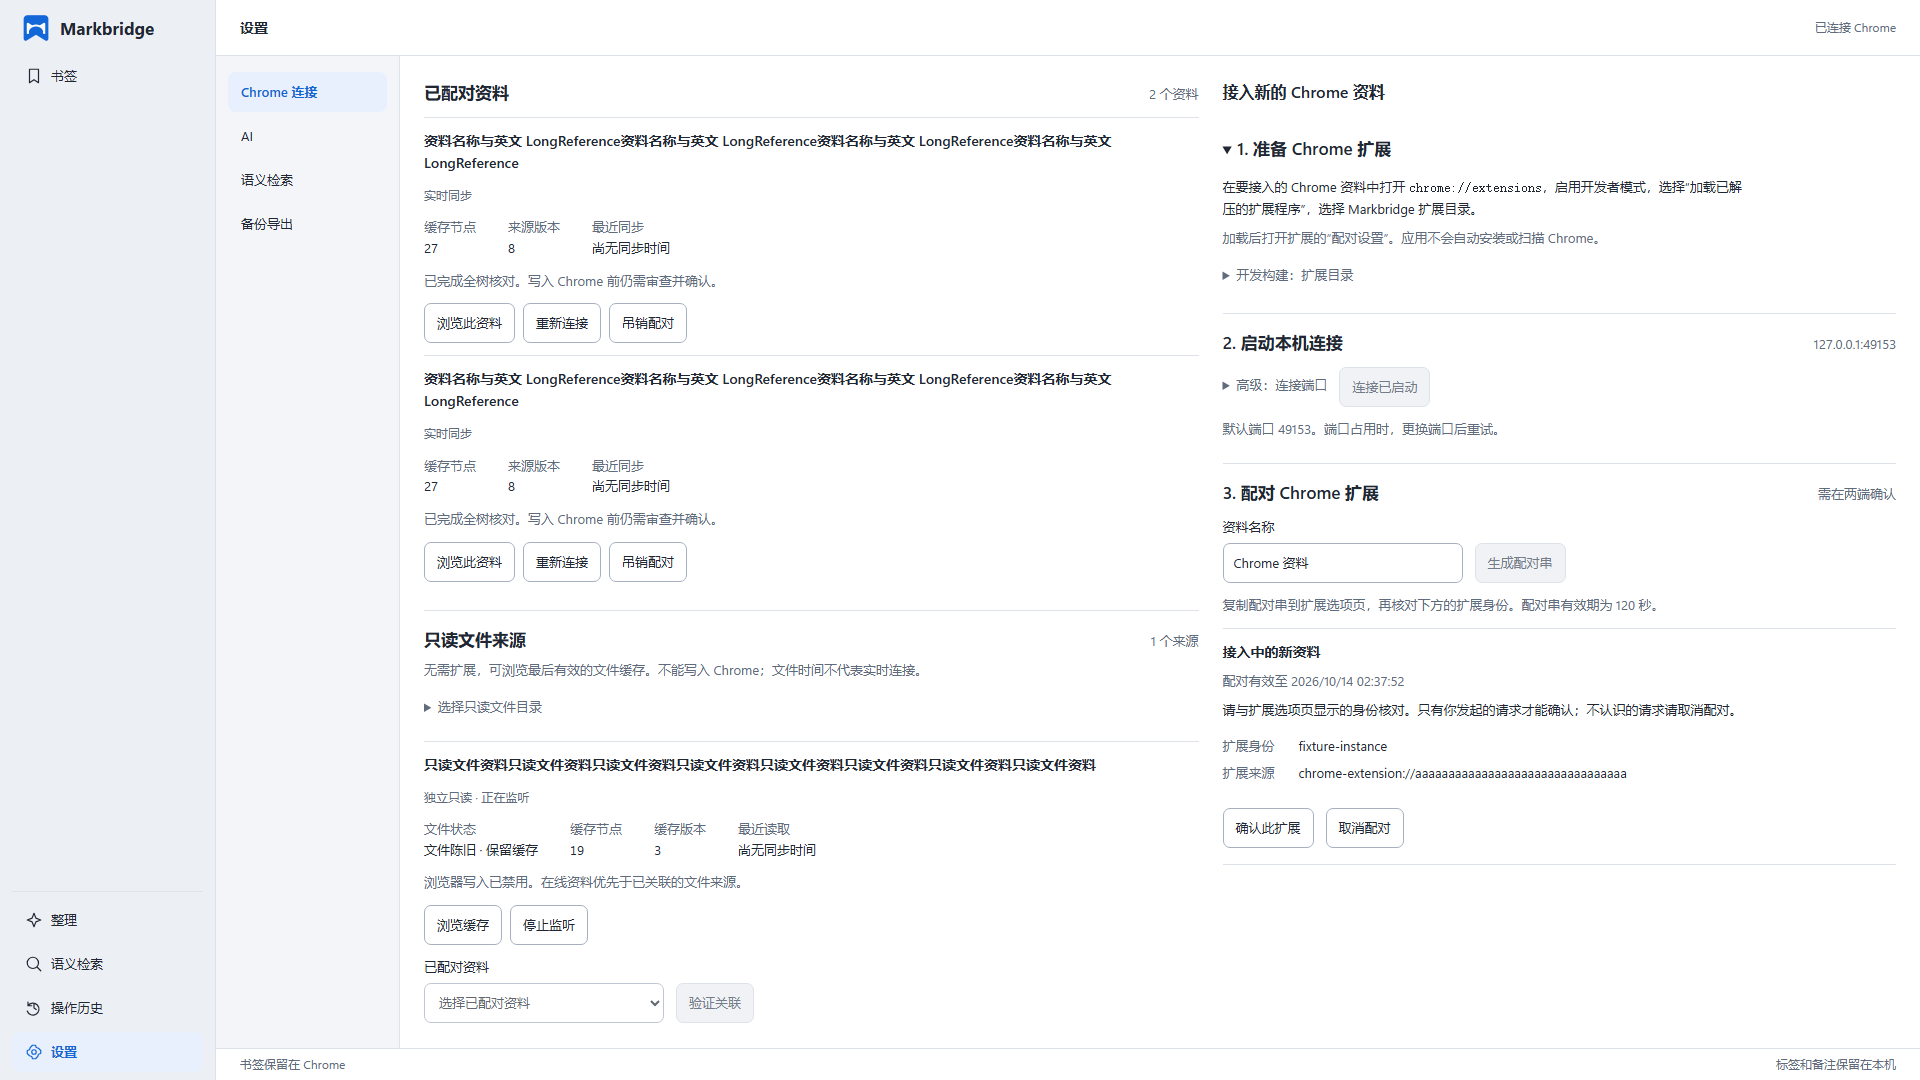 Markbridge
书签
整理
语义检索
操作历史
设置
设置
已连接 Chrome
Chrome 连接
AI
语义检索
备份导出
已配对资料
2 个资料
资料名称与英文 LongReference资料名称与英文 LongReference资料名称与英文 LongReference资料名称与英文
LongReference
实时同步
缓存节点 来源版本 最近同步
27 8 尚无同步时间
已完成全树核对。写入 Chrome 前仍需审查并确认。
浏览此资料 重新连接 吊销配对
资料名称与英文 LongReference资料名称与英文 LongReference资料名称与英文 LongReference资料名称与英文
LongReference
实时同步
缓存节点 来源版本 最近同步
27 8 尚无同步时间
已完成全树核对。写入 Chrome 前仍需审查并确认。
浏览此资料 重新连接 吊销配对
只读文件来源
1 个来源
无需扩展，可浏览最后有效的文件缓存。不能写入 Chrome；文件时间不代表实时连接。
选择只读文件目录
只读文件资料只读文件资料只读文件资料只读文件资料只读文件资料只读文件资料只读文件资料只读文件资料
独立只读 · 正在监听
文件状态 缓存节点 缓存版本 最近读取
文件陈旧 · 保留缓存 19 3 尚无同步时间
浏览器写入已禁用。在线资料优先于已关联的文件来源。
浏览缓存 停止监听
已配对资料
选择已配对资料 验证关联
接入新的 Chrome 资料
1. 准备 Chrome 扩展
在要接入的 Chrome 资料中打开 chrome://extensions，启用开发者模式，选择“加载已解
压的扩展程序”，选择 Markbridge 扩展目录。
加载后打开扩展的“配对设置”。应用不会自动安装或扫描 Chrome。
开发构建：扩展目录
2. 启动本机连接
127.0.0.1:49153
高级：连接端口 连接已启动
默认端口 49153。端口占用时，更换端口后重试。
3. 配对 Chrome 扩展
需在两端确认
资料名称
Chrome 资料 生成配对串
复制配对串到扩展选项页，再核对下方的扩展身份。配对串有效期为 120 秒。
接入中的新资料
配对有效至 2026/10/14 02:37:52
请与扩展选项页显示的身份核对。只有你发起的请求才能确认；不认识的请求请取消配对。
扩展身份 fixture-instance
扩展来源 chrome-extension://aaaaaaaaaaaaaaaaaaaaaaaaaaaaaaaa
确认此扩展 取消配对
书签保留在 Chrome
标签和备注保留在本机